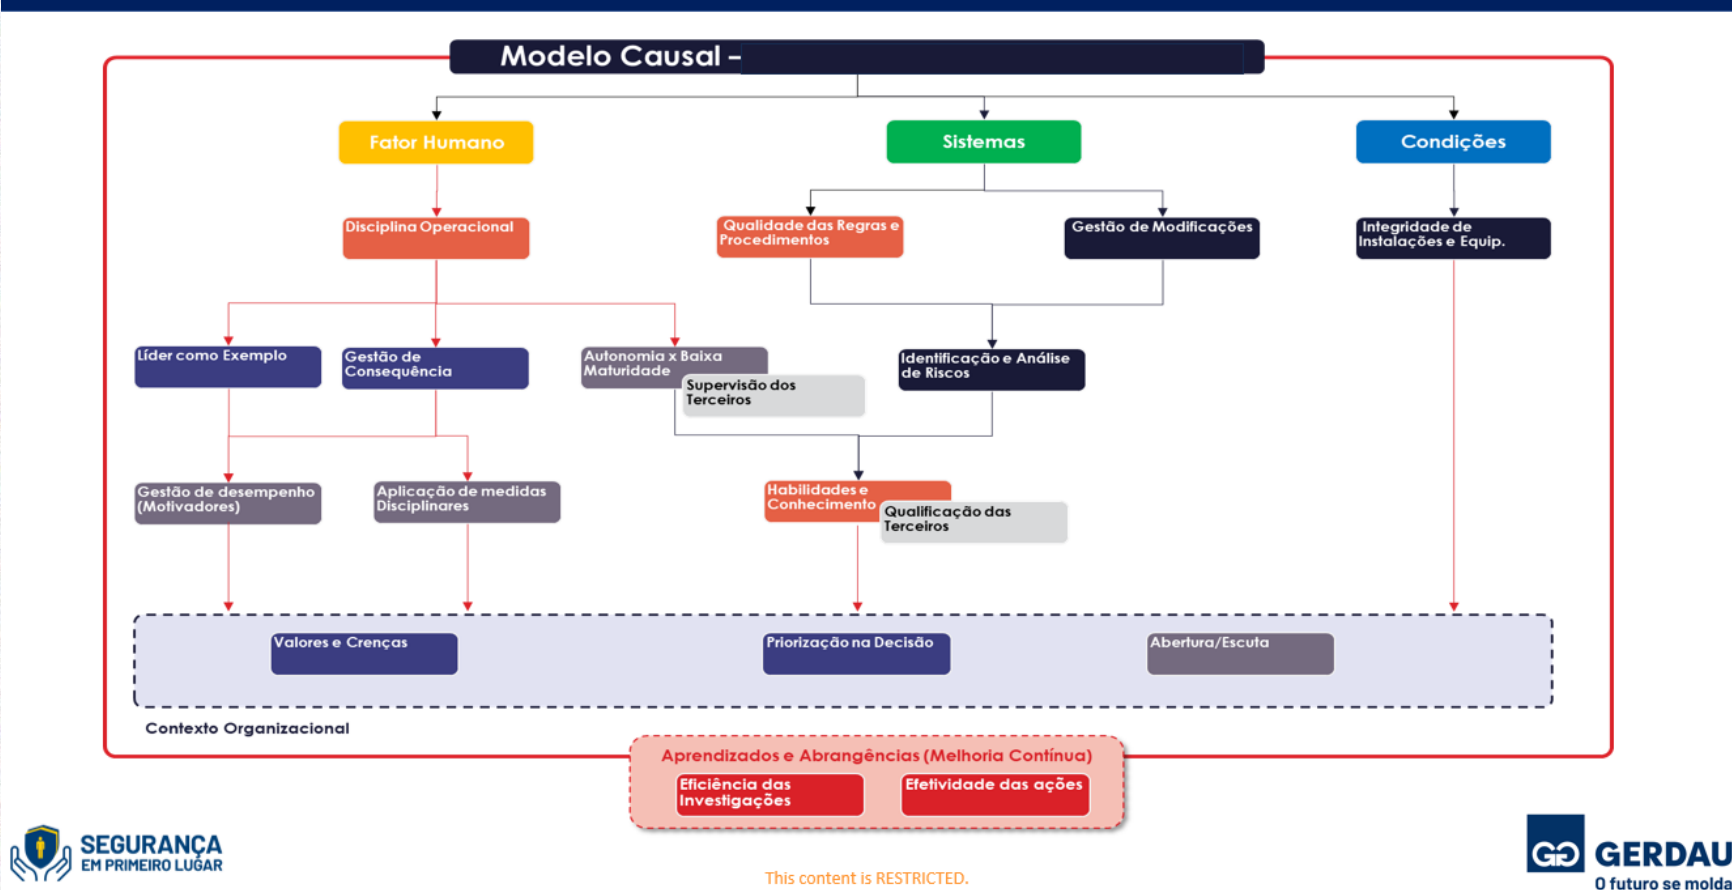 Modelo Causal –
Fator Humano
Sistemas
Condições
Disciplina Operacional
Qualidade das Regras e
Procedimentos
Gestão de Modificações
Integridade de
Instalações e Equip.
Líder como Exemplo
Gestão de
Consequência
Autonomia x Baixa
Maturidade
Supervisão dos
Terceiros
Identificação e Análise
de Riscos
Gestão de desempenho
(Motivadores)
Aplicação de medidas
Disciplinares
Habilidades e
Conhecimento
Qualificação das
Terceiros
Valores e Crenças
Priorização na Decisão
Abertura/Escuta
Contexto Organizacional
Aprendizados e Abrangências (Melhoria Contínua)
Eficiência das
Investigações
Efetividade das ações
SEGURANÇA
EM PRIMEIRO LUGAR
This content is RESTRICTED.
GERDAU
O futuro se molda